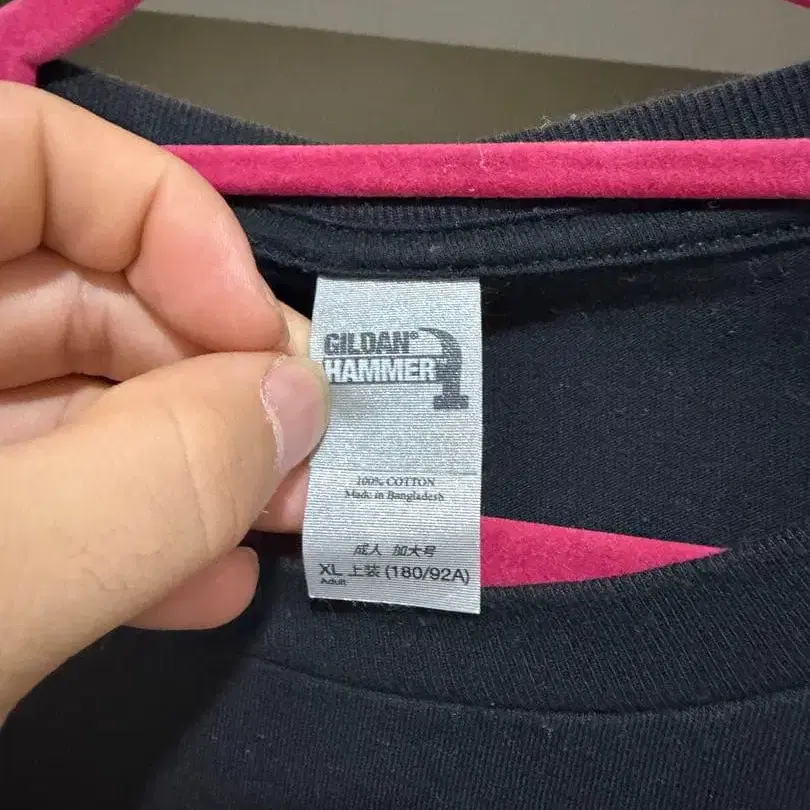 GILDAN®
HAMMER
100% COTTON
Made in Bangladesh
成人 加大号
XL 上装 (180/92A)
Adult